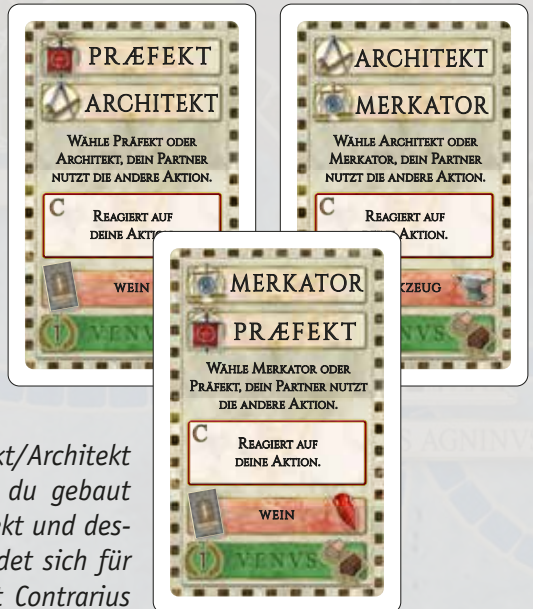 PRÆFEKT
ARCHITEKT
WÄHLE PRÄFEKT ODER
ARCHITEKT, DEIN PARTNER
NUTZT DIE ANDERE AKTION.
C
REAGIERT AUF
DEINE
WEIN
I
ARCHITEKT
MERKATOR
WÄHLE ARCHITEKT ODER
MERKATOR, DEIN PARTNER
NUTZT DIE ANDERE AKTION.
C
REAGIERT AUF
AKTION.
KZEUG
MERKATOR
PRÆFEKT
WÄHLE MERKATOR ODER
PRÄFEKT, DEIN PARTNER NUTZT
DIE ANDERE AKTION.
C
REAGIERT AUF
DEINE AKTION.
WEIN
I VENVS
kt/Architekt
du gebaut
ekt und des-
det sich für
t Contrarius
S AGNINVS